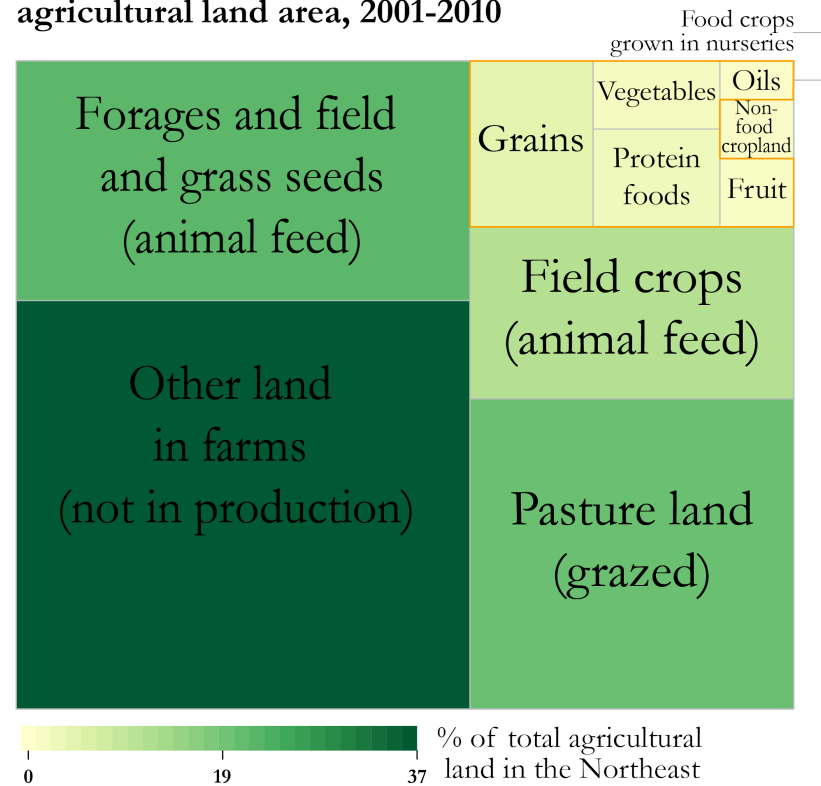 agricultural land area, 2001-2010
Food crops
grown in nurseries
Forages and field
and grass seeds
(animal feed)
Grains
Vegetables
Protein
foods
Oils
Non-
food
cropland
Fruit
Field crops
(animal feed)
Other land
in farms
(not in production)
Pasture land
(grazed)
0
19
37
% of total agricultural
land in the Northeast